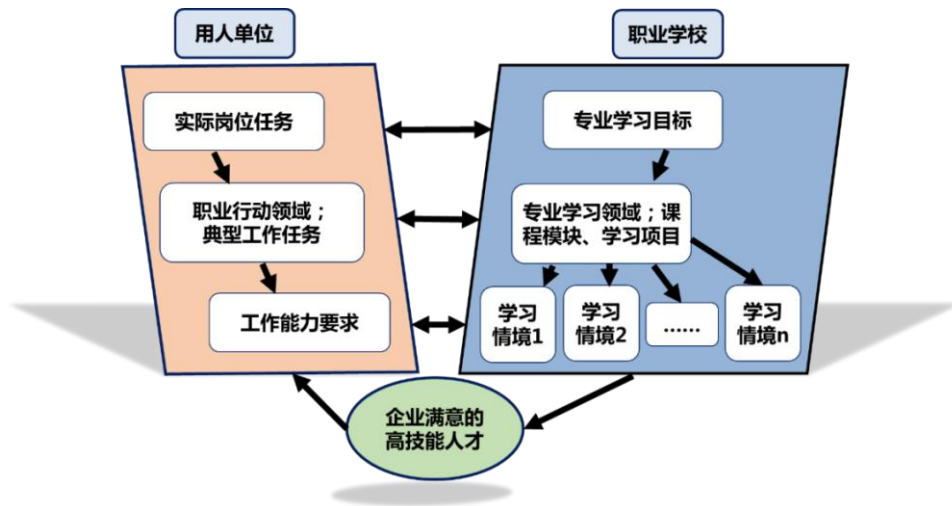 用人单位
职业学校
实际岗位任务
职业行动领域；
典型工作任务
工作能力要求
专业学习目标
专业学习领域；课
程模块、学习项目
学习
情境1
学习
情境2
......
学习
情境n
企业满意的
高技能人才